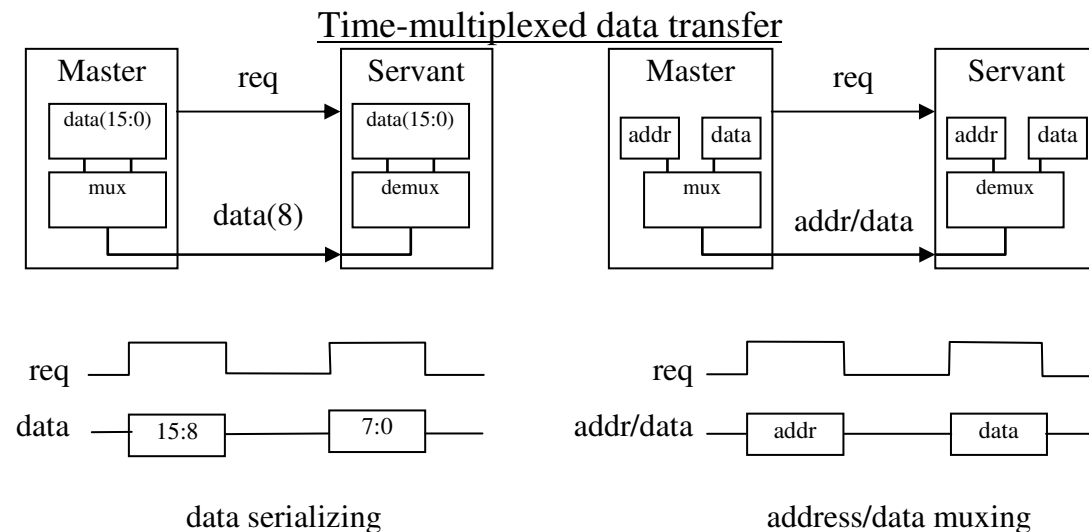 Time-multiplexed data transfer
Master
req
Servant
data(15:0)
data(15:0)
mux
demux
data(8)
req
data
15:8
7:0
data serializing
Master
req
Servant
addr
data
addr
data
mux
demux
addr/data
req
addr/data
addr
data
address/data muxing